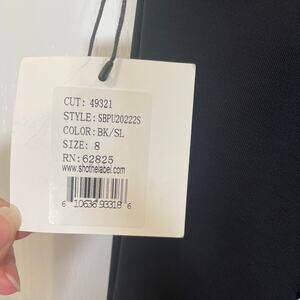 CUT: 49321
STYLE: SBPU20222S
COLOR: BK/SL
SIZE: 8
RN: 62825
www.shothelabel.com
6 10636 93318 6